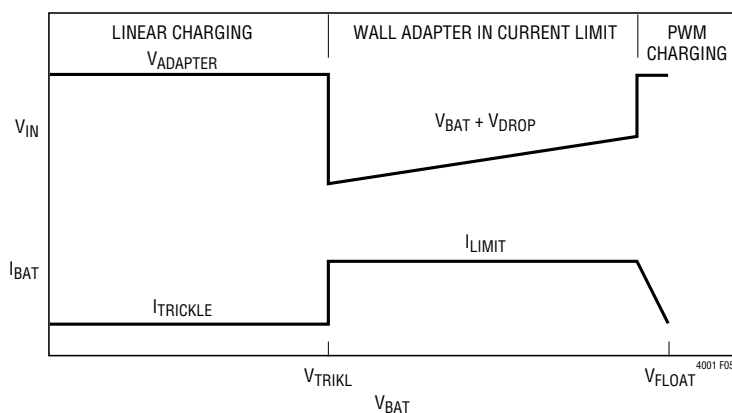 LINEAR CHARGING
WALL ADAPTER IN CURRENT LIMIT
PWM
CHARGING
VADAPTER
VIN
VBAT + VDROP
ILIMIT
IBAT
ITRICKLE
4001 F05
VTRIKL
VFLOAT
VBAT